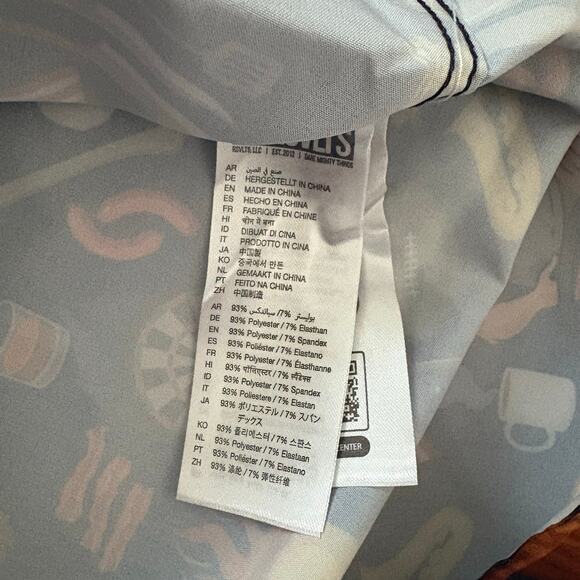 RSVLTS
RSVLTS, LLC | EST. 2012 | DARE MIGHTY THINGS
AR صنع في الصين
DE HERGESTELLT IN CHINA
EN MADE IN CHINA
ES HECHO EN CHINA
FR FABRIQUÉ EN CHINE
HI चीन में बना
ID DIBUAT DI CINA
IT PRODOTTO IN CINA
JA 中国製
KO 중국에서 만든
NL GEMAAKT IN CHINA
PT FEITO NA CHINA
ZH 中国制造
AR 93% بوليستر /7% سباندكس
DE 93% Polyester / 7% Elasthan
EN 93% Polyester / 7% Spandex
ES 93% Poliéster / 7% Elastano
FR 93% Polyester / 7% Élasthanne
HI 93% पॉलिएस्टर / 7% स्पैन्डेक्स
ID 93% Polyester / 7% Spandex
IT 93% Poliestere / 7% Elastan
JA 93% ポリエステル / 7% スパン
デックス
KO 93% 폴리에스터 / 7% 스판스
NL 93% Polyester / 7% Elastaan
PT 93% Poliéster / 7% Elastano
ZH 93% 涤纶 / 7% 弹性纤维
ENTER